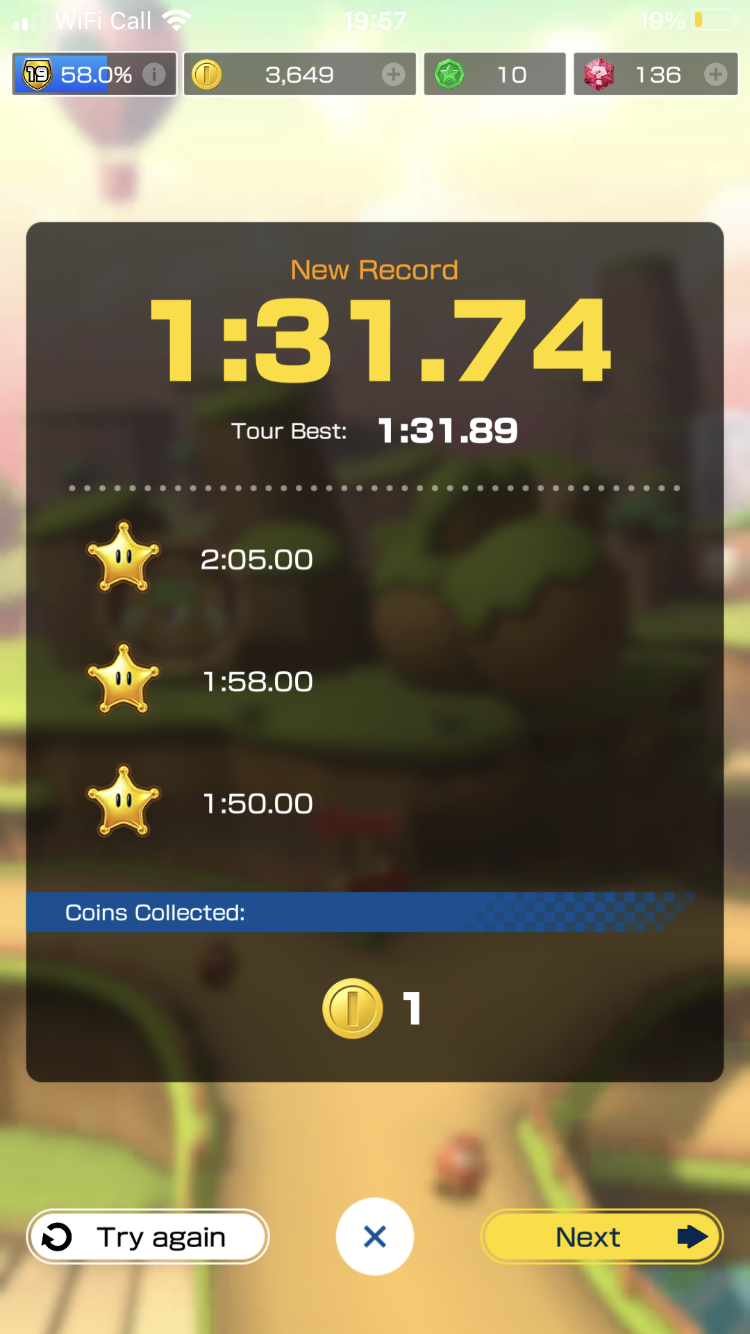 WiFi Call 19:57 19%
19 58.0% i 3,649 + 10 ? 136 +
New Record
1:31.74
Tour Best: 1:31.89
2:05.00
1:58.00
1:50.00
Coins Collected:
1
Try again × Next